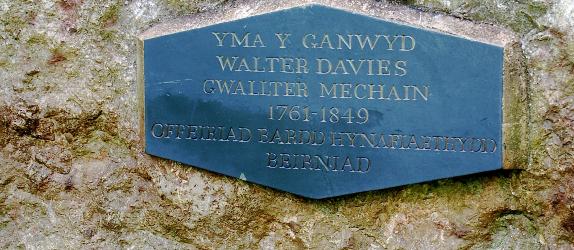 YMA Y GANWYD
WALTER DAVIES
GWALLTER MECHAIN
1761-1849
OFFEIRIAD BARDD HYNAFIAETHYDD
BEIRNIAD